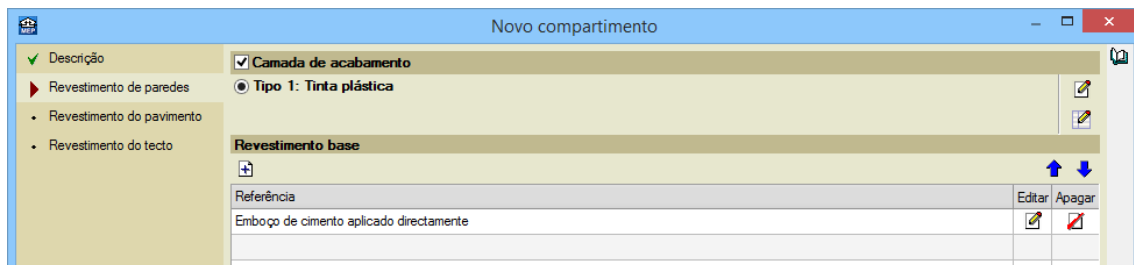 MEP
Novo compartimento
Descrição
Revestimento de paredes
Revestimento do pavimento
Revestimento do tecto
Camada de acabamento
Tipo 1: Tinta plástica
Revestimento base
Referência Editar Apagar
Emboço de cimento aplicado directamente